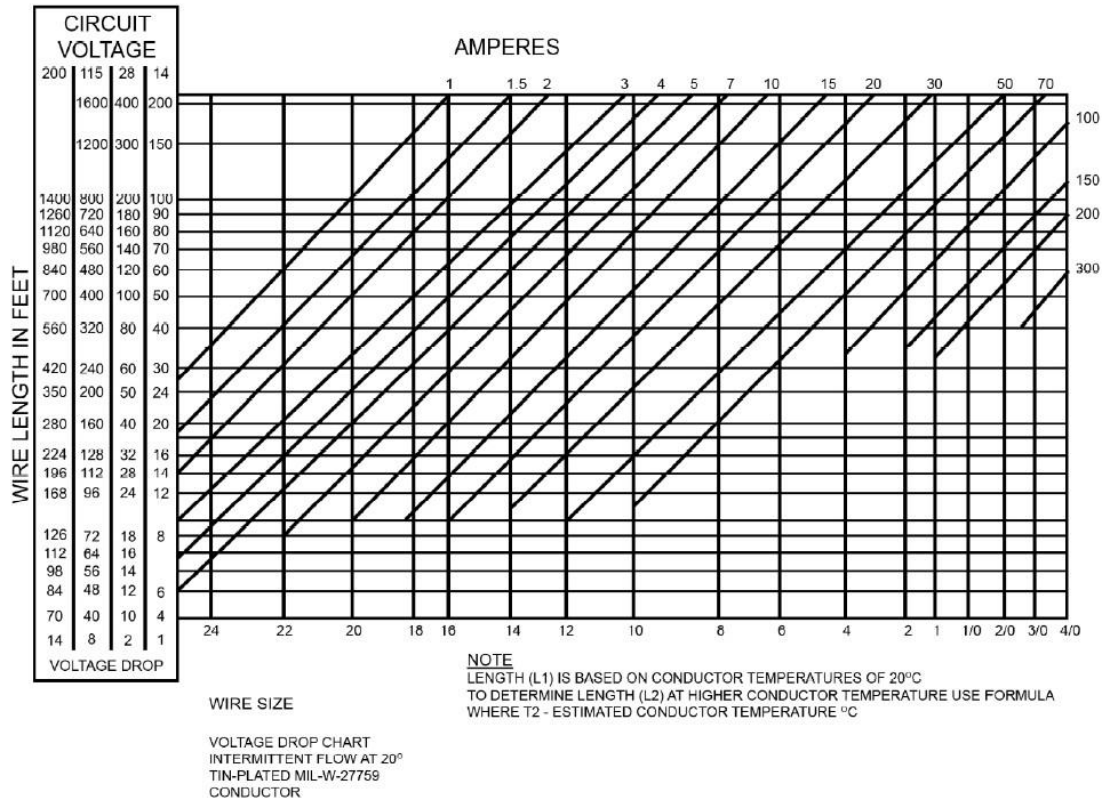 CIRCUIT
VOLTAGE
AMPERES
200 115 28 14
1 1.5 2 3 4 5 7 10 15 20 30 50 70
1600 400 200
100
1200 300 150
150
1400 800 200 100
1260 720 180 90
200
1120 640 160 80
980 560 140 70
840 480 120 60
300
700 400 100 50
560 320 80 40
420 240 60 30
350 200 50 24
280 160 40 20
224 128 32 16
196 112 28 14
168 96 24 12
126 72 18 8
112 64 16
98 56 14
84 48 12 6
70 40 10 4
14 8 2 1
WIRE LENGTH IN FEET
24 22 20 18 16 14 12 10 8 6 4 2 1 1/0 2/0 3/0 4/0
VOLTAGE DROP
NOTE
LENGTH (L1) IS BASED ON CONDUCTOR TEMPERATURES OF 20°C
TO DETERMINE LENGTH (L2) AT HIGHER CONDUCTOR TEMPERATURE USE FORMULA
WHERE T2 - ESTIMATED CONDUCTOR TEMPERATURE °C
WIRE SIZE
VOLTAGE DROP CHART
INTERMITTENT FLOW AT 20°
TIN-PLATED MIL-W-27759
CONDUCTOR